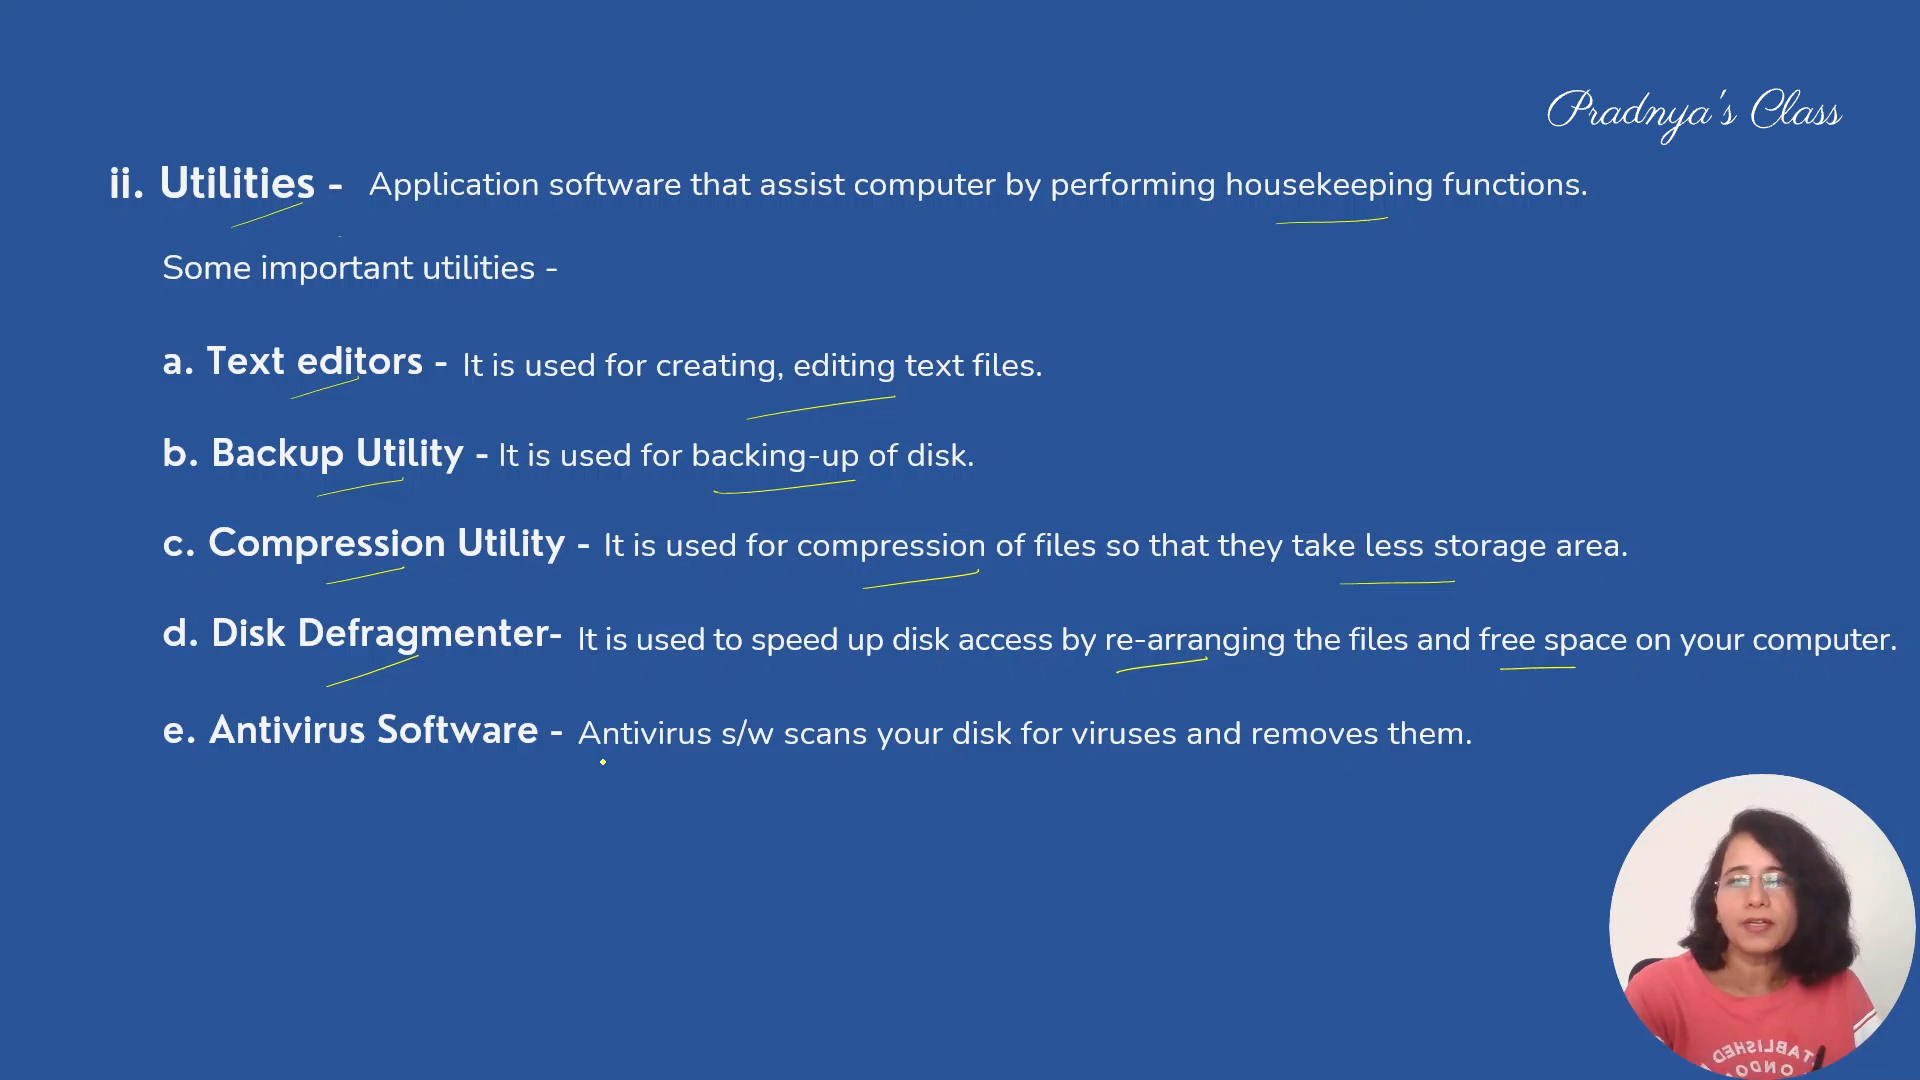 Pradnya's Class
ii. Utilities - Application software that assist computer by performing housekeeping functions.
Some important utilities -
a. Text editors - It is used for creating, editing text files.
b. Backup Utility - It is used for backing-up of disk.
c. Compression Utility - It is used for compression of files so that they take less storage area.
d. Disk Defragmenter- It is used to speed up disk access by re-arranging the files and free space on your computer.
e. Antivirus Software - Antivirus s/w scans your disk for viruses and removes them.